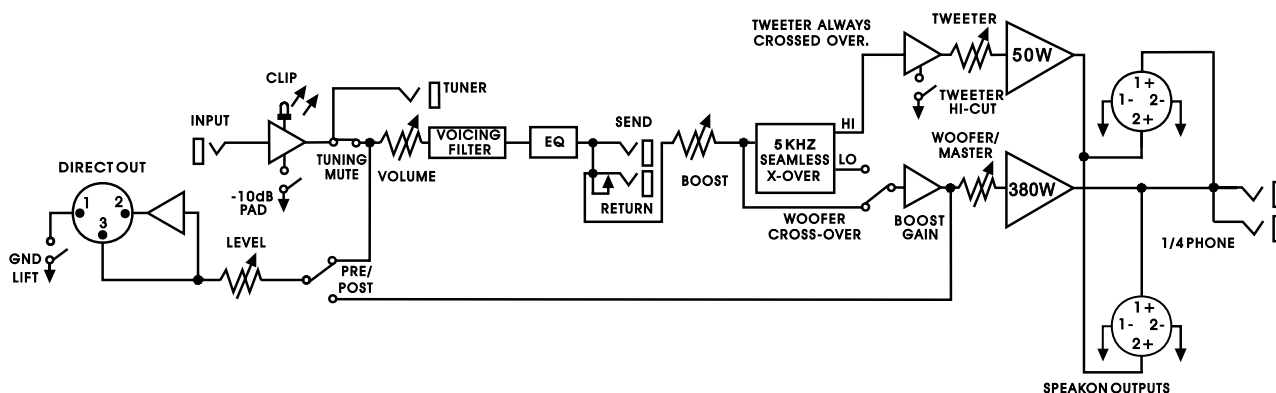 TWEETER ALWAYS
CROSSED OVER.
TWEETER
50W
1+
1- 2-
2+
CLIP
TUNER
TWEETER
HI-CUT
INPUT
SEND
HI
5 KHZ
SEAMLESS
X-OVER
LO
WOOFER/
MASTER
VOICING
FILTER
EQ
TUNING
MUTE
VOLUME
BOOST
380W
DIRECT OUT
-10dB
PAD
RETURN
WOOFER
CROSS-OVER
BOOST
GAIN
1 2
3
LEVEL
1/4 PHONE
GND
LIFT
PRE/
POST
1+
1- 2-
2+
SPEAKON OUTPUTS